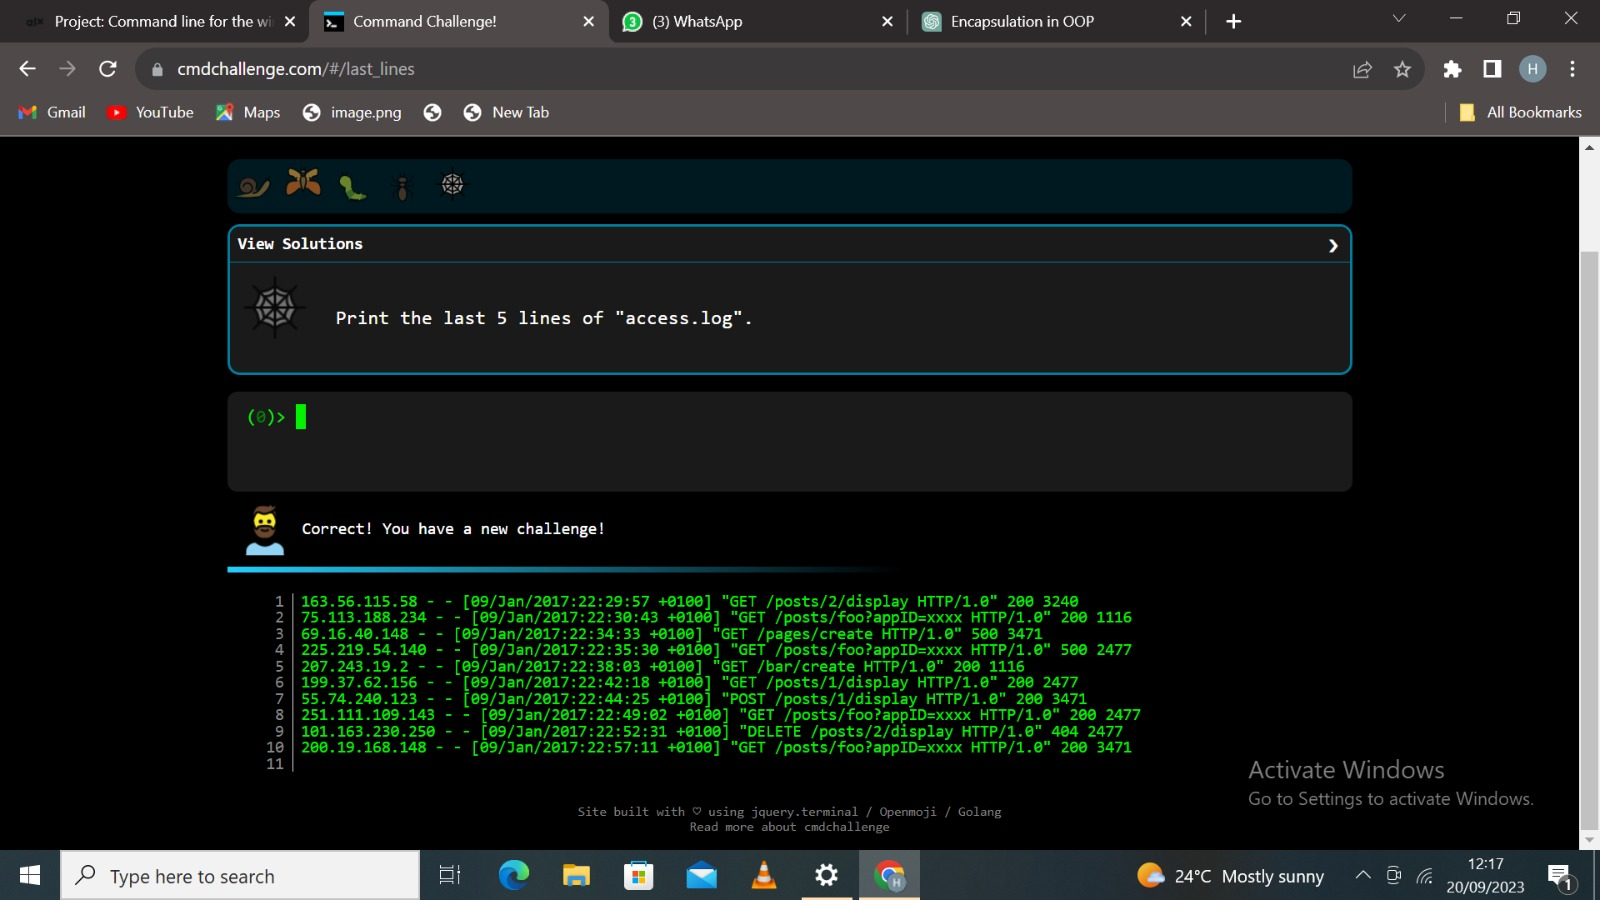 Project: Command line for the wi
Command Challenge!
(3) WhatsApp
Encapsulation in OOP
cmdchallenge.com/#/last_lines
H
Gmail
YouTube
Maps
image.png
New Tab
All Bookmarks
View Solutions
Print the last 5 lines of "access.log".
(0)>
Correct! You have a new challenge!
1 163.56.115.58 - - [09/Jan/2017:22:29:57 +0100] "GET /posts/2/display HTTP/1.0" 200 3240
2 75.113.188.234 - - [09/Jan/2017:22:30:43 +0100] "GET /posts/foo?appID=xxxx HTTP/1.0" 200 1116
3 69.16.40.148 - - [09/Jan/2017:22:34:33 +0100] "GET /pages/create HTTP/1.0" 500 3471
4 225.219.54.140 - - [09/Jan/2017:22:35:30 +0100] "GET /posts/foo?appID=xxxx HTTP/1.0" 500 2477
5 207.243.19.2 - - [09/Jan/2017:22:38:03 +0100] "GET /bar/create HTTP/1.0" 200 1116
6 199.37.62.156 - - [09/Jan/2017:22:42:18 +0100] "GET /posts/1/display HTTP/1.0" 200 2477
7 55.74.240.123 - - [09/Jan/2017:22:44:25 +0100] "POST /posts/1/display HTTP/1.0" 200 3471
8 251.111.109.143 - - [09/Jan/2017:22:49:02 +0100] "GET /posts/foo?appID=xxxx HTTP/1.0" 200 2477
9 101.163.230.250 - - [09/Jan/2017:22:52:31 +0100] "DELETE /posts/2/display HTTP/1.0" 404 2477
10 200.19.168.148 - - [09/Jan/2017:22:57:11 +0100] "GET /posts/foo?appID=xxxx HTTP/1.0" 200 3471
11
Activate Windows
Go to Settings to activate Windows.
Site built with ♡ using jquery.terminal / Openmoji / Golang
Read more about cmdchallenge
Type here to search
H
24°C Mostly sunny
12:17
20/09/2023
1